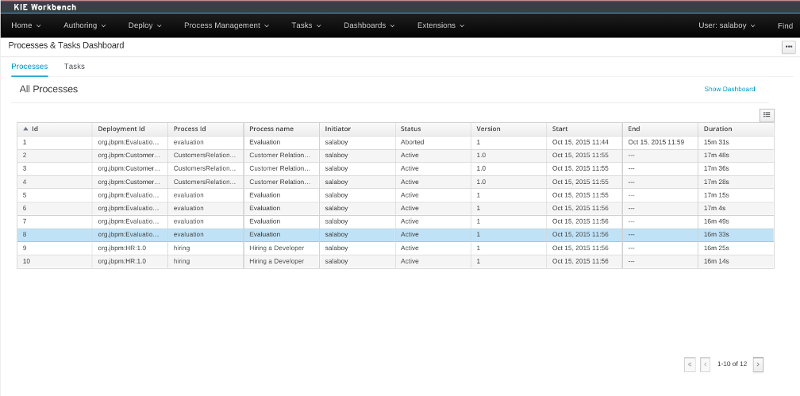 KIE Workbench
Home Authoring Deploy Process Management Tasks Dashboards Extensions User: salaboy Find
Processes & Tasks Dashboard
Processes Tasks
All Processes Show Dashboard
Id Deployment Id Process Id Process name Initiator Status Version Start End Duration
1 org.jbpm:Evaluatio... evaluation Evaluation salaboy Aborted 1 Oct 15, 2015 11:44 Oct 15, 2015 11:59 15m 31s
2 org.jbpm:Customer... CustomersRelation... Customer Relation... salaboy Active 1.0 Oct 15, 2015 11:55 --- 17m 48s
3 org.jbpm:Customer... CustomersRelation... Customer Relation... salaboy Active 1.0 Oct 15, 2015 11:55 --- 17m 36s
4 org.jbpm:Customer... CustomersRelation... Customer Relation... salaboy Active 1.0 Oct 15, 2015 11:55 --- 17m 28s
5 org.jbpm:Evaluatio... evaluation Evaluation salaboy Active 1 Oct 15, 2015 11:55 --- 17m 15s
6 org.jbpm:Evaluatio... evaluation Evaluation salaboy Active 1 Oct 15, 2015 11:56 --- 17m 4s
7 org.jbpm:Evaluatio... evaluation Evaluation salaboy Active 1 Oct 15, 2015 11:56 --- 16m 49s
8 org.jbpm:Evaluatio... evaluation Evaluation salaboy Active 1 Oct 15, 2015 11:56 --- 16m 33s
9 org.jbpm:HR:1.0 hiring Hiring a Developer salaboy Active 1 Oct 15, 2015 11:56 --- 16m 25s
10 org.jbpm:HR:1.0 hiring Hiring a Developer salaboy Active 1 Oct 15, 2015 11:56 --- 16m 14s
1-10 of 12